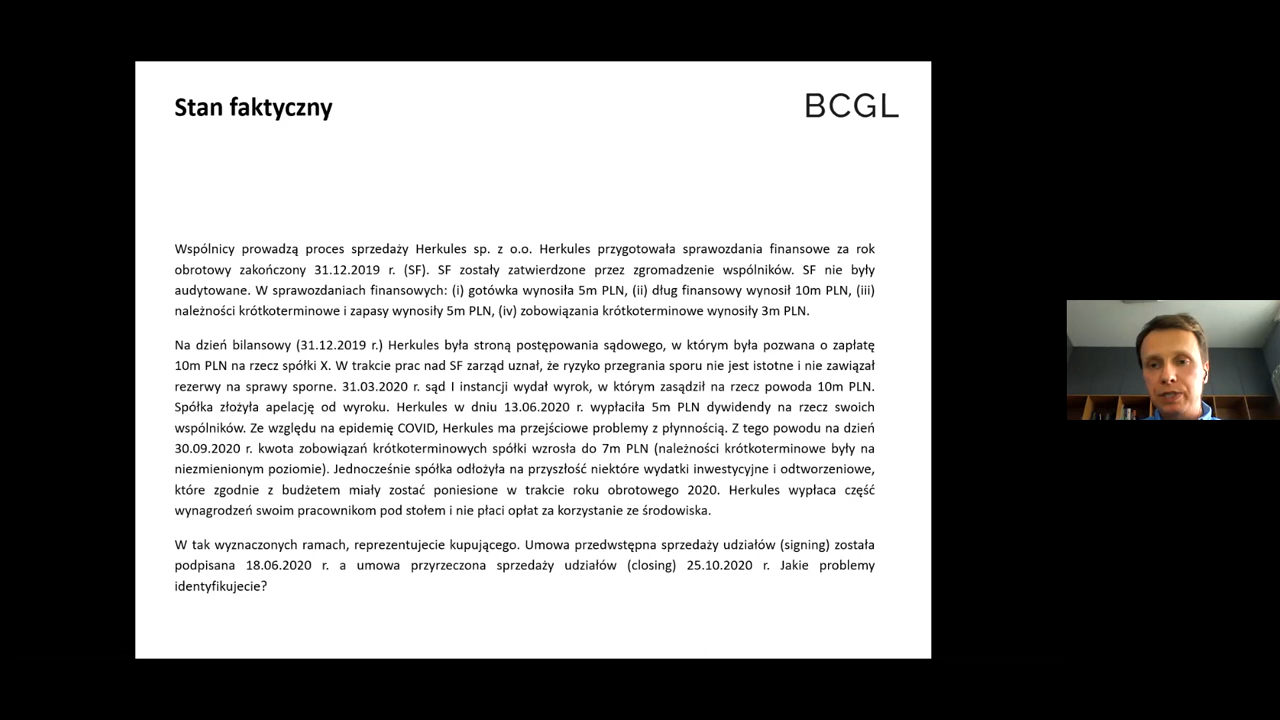 Stan faktyczny
BCGL
Wspólnicy prowadzą proces sprzedaży Herkules sp. z o.o. Herkules przygotowała sprawozdania finansowe za rok
obrotowy zakończony 31.12.2019 r. (SF). SF zostały zatwierdzone przez zgromadzenie wspólników. SF nie były
audytowane. W sprawozdaniach finansowych: (i) gotówka wynosiła 5m PLN, (ii) dług finansowy wynosił 10m PLN, (iii)
należności krótkoterminowe i zapasy wynosiły 5m PLN, (iv) zobowiązania krótkoterminowe wynosiły 3m PLN.
Na dzień bilansowy (31.12.2019 r.) Herkules była stroną postępowania sądowego, w którym była pozwana o zapłatę
10m PLN na rzecz spółki X. W trakcie prac nad SF zarząd uznał, że ryzyko przegrania sporu nie jest istotne i nie zawiązał
rezerwy na sprawy sporne. 31.03.2020 r. sąd I instancji wydał wyrok, w którym zasądził na rzecz powoda 10m PLN.
Spółka złożyła apelację od wyroku. Herkules w dniu 13.06.2020 r. wypłaciła 5m PLN dywidendy na rzecz swoich
wspólników. Ze względu na epidemię COVID, Herkules ma przejściowe problemy z płynnością. Z tego powodu na dzień
30.09.2020 r. kwota zobowiązań krótkoterminowych spółki wzrosła do 7m PLN (należności krótkoterminowe były na
niezmienionym poziomie). Jednocześnie spółka odłożyła na przyszłość niektóre wydatki inwestycyjne i odtworzeniowe,
które zgodnie z budżetem miały zostać poniesione w trakcie roku obrotowego 2020. Herkules wypłaca część
wynagrodzeń swoim pracownikom pod stołem i nie płaci opłat za korzystanie ze środowiska.
W tak wyznaczonych ramach, reprezentujecie kupującego. Umowa przedwstępna sprzedaży udziałów (signing) została
podpisana 18.06.2020 r. a umowa przyrzeczona sprzedaży udziałów (closing) 25.10.2020 r. Jakie problemy
identyfikujecie?